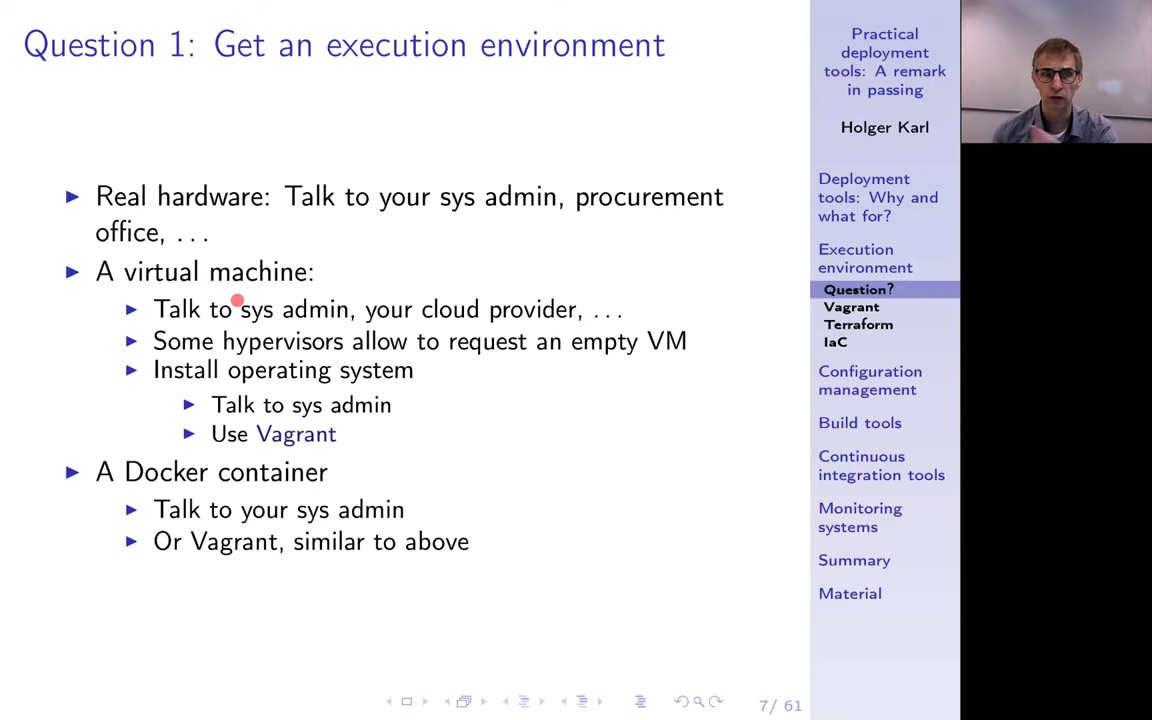 Question 1: Get an execution environment
Real hardware: Talk to your sys admin, procurement
office, ...
A virtual machine:
Talk to sys admin, your cloud provider, ...
Some hypervisors allow to request an empty VM
Install operating system
Talk to sys admin
Use Vagrant
A Docker container
Talk to your sys admin
Or Vagrant, similar to above
7/ 61
Practical
deployment
tools: A remark
in passing
Holger Karl
Deployment
tools: Why and
what for?
Execution
environment
Question?
Vagrant
Terraform
IaC
Configuration
management
Build tools
Continuous
integration tools
Monitoring
systems
Summary
Material